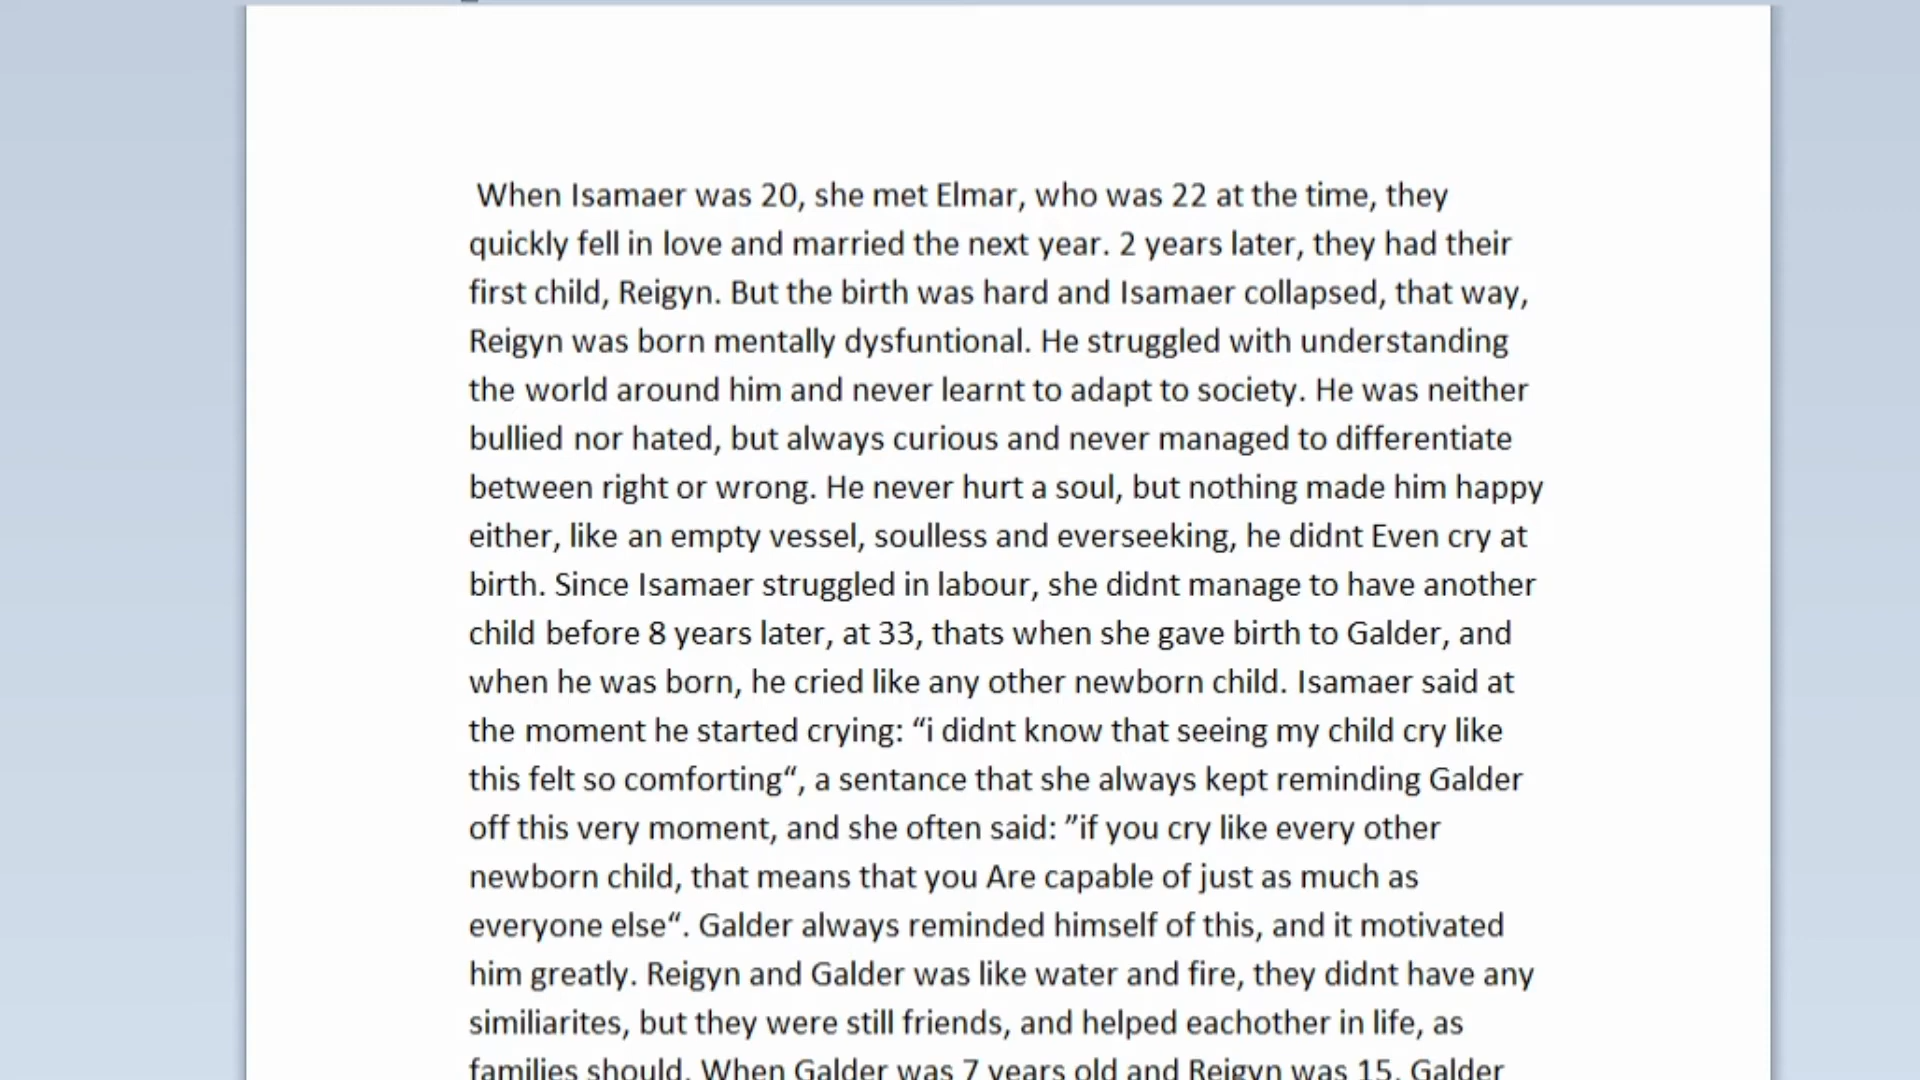 When Isamaer was 20, she met Elmar, who was 22 at the time, they
quickly fell in love and married the next year. 2 years later, they had their
first child, Reigyn. But the birth was hard and Isamaer collapsed, that way,
Reigyn was born mentally dysfuntional. He struggled with understanding
the world around him and never learnt to adapt to society. He was neither
bullied nor hated, but always curious and never managed to differentiate
between right or wrong. He never hurt a soul, but nothing made him happy
either, like an empty vessel, soulless and everseeking, he didnt Even cry at
birth. Since Isamaer struggled in labour, she didnt manage to have another
child before 8 years later, at 33, thats when she gave birth to Galder, and
when he was born, he cried like any other newborn child. Isamaer said at
the moment he started crying: “i didnt know that seeing my child cry like
this felt so comforting“, a sentance that she always kept reminding Galder
off this very moment, and she often said: ”if you cry like every other
newborn child, that means that you Are capable of just as much as
everyone else“. Galder always reminded himself of this, and it motivated
him greatly. Reigyn and Galder was like water and fire, they didnt have any
similiarites, but they were still friends, and helped eachother in life, as
families should. When Galder was 7 years old and Reigyn was 15, Galder